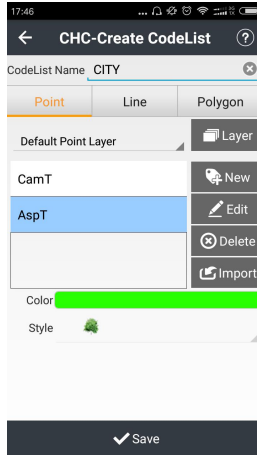 17:46
CHC-Create CodeList ?
CodeList Name CITY
Point Line Polygon
Default Point Layer Layer
CamT New
AspT Edit
Delete
Import
Color
Style
Save